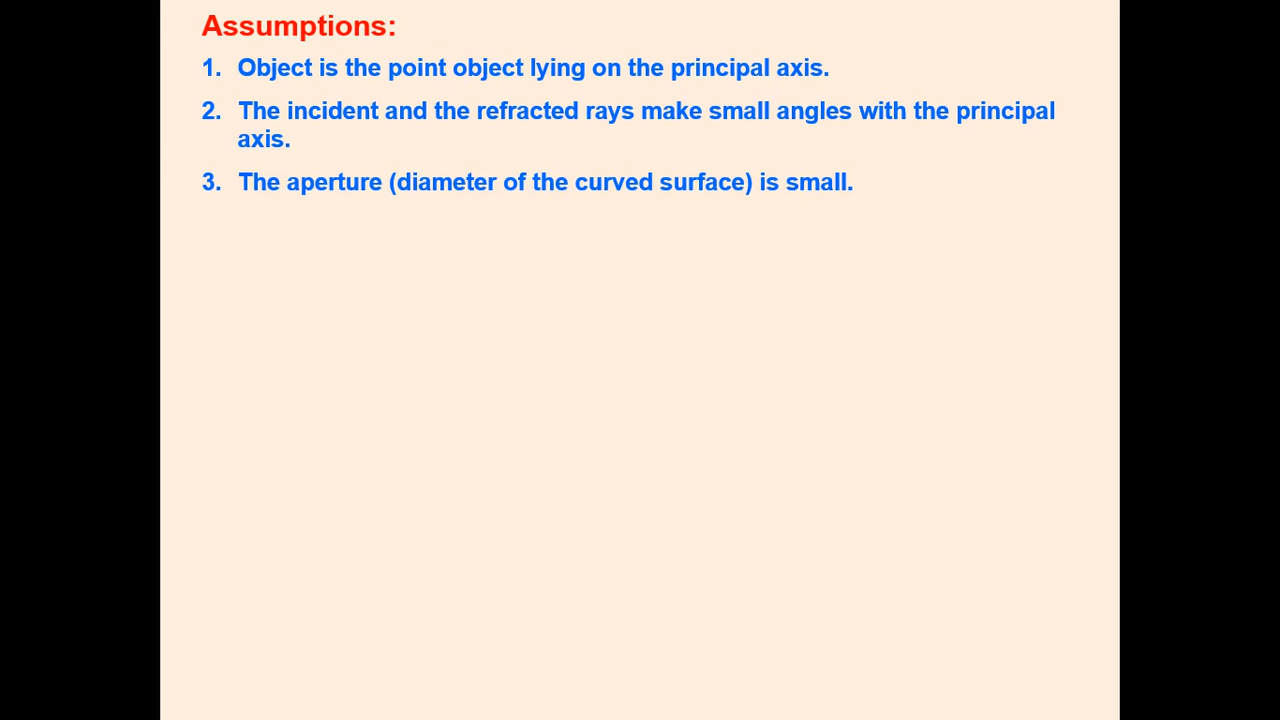 Assumptions:
1. Object is the point object lying on the principal axis.
2. The incident and the refracted rays make small angles with the principal
axis.
3. The aperture (diameter of the curved surface) is small.